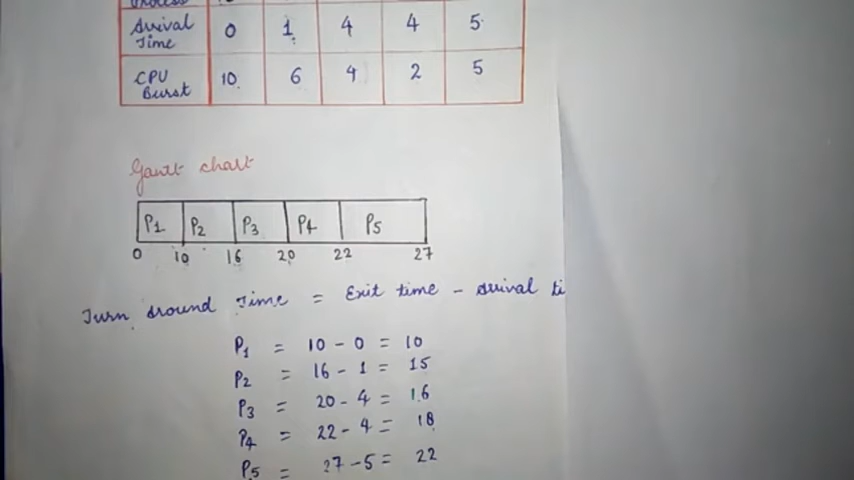 Arrival Time 0 1 4 4 5
CPU Burst 10 6 4 2 5
Gantt chart
P1 P2 P3 P4 P5
0 10 16 20 22 27
Turn around Time = Exit time - arrival ti
P1 = 10 - 0 = 10
P2 = 16 - 1 = 15
P3 = 20 - 4 = 16
P4 = 22 - 4 = 18
P5 = 27 - 5 = 22